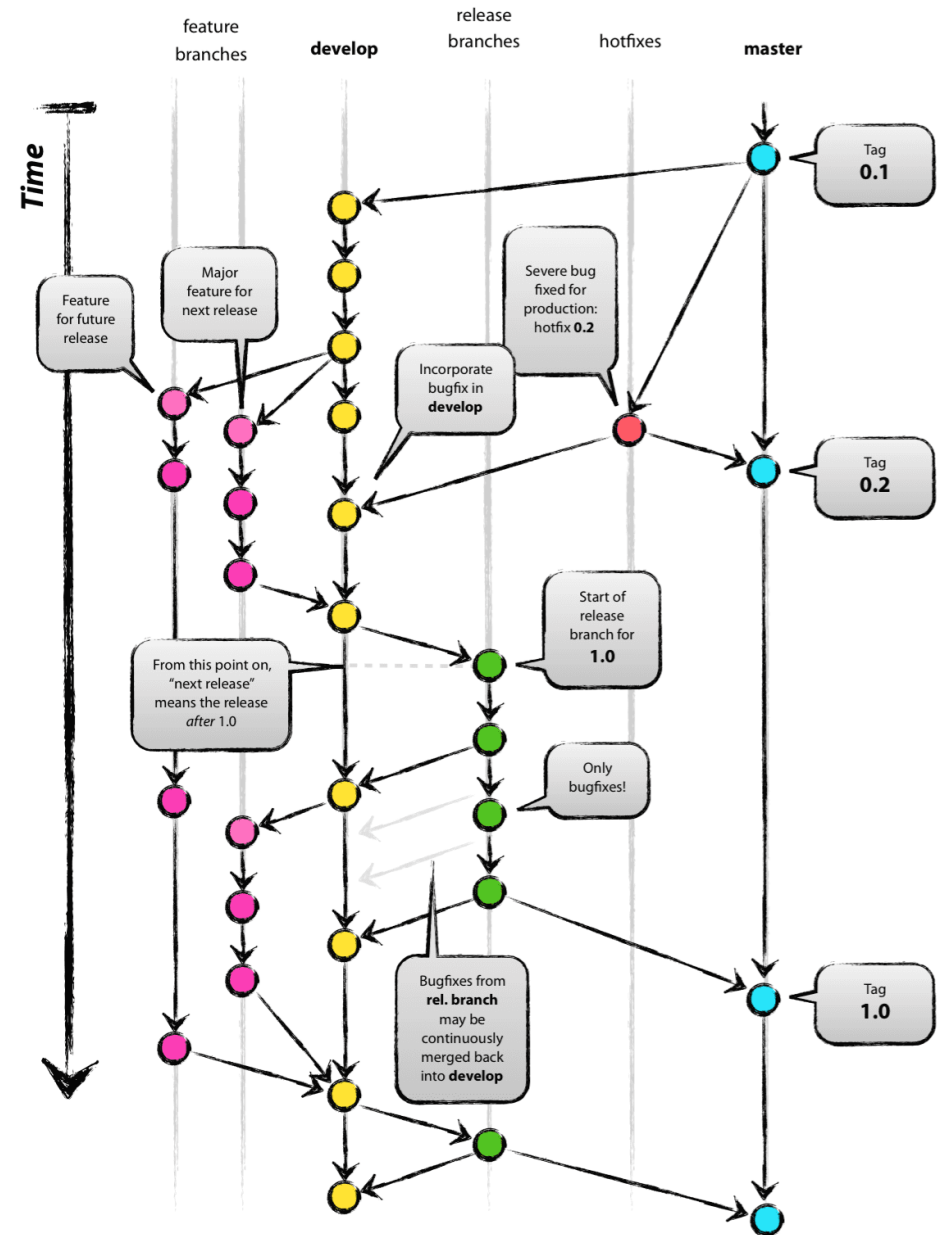 feature
branches
develop
release
branches
hotfixes
master
Time
Tag
0.1
Major
feature for
next release
Feature
for future
release
Severe bug
fixed for
production:
hotfix 0.2
Incorporate
bugfix in
develop
Tag
0.2
Start of
release
branch for
1.0
From this point on,
“next release”
means the release
after 1.0
Only
bugfixes!
Bugfixes from
rel. branch
may be
continuously
merged back
into develop
Tag
1.0